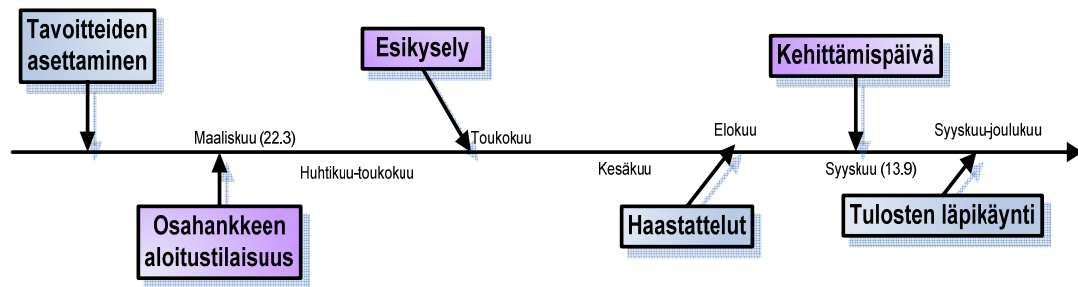 Tavoitteiden
asettaminen
Esikysely
Kehittämispäivä
Maaliskuu (22.3)
Toukokuu
Elokuu
Syyskuu-joulukuu
Huhtikuu-toukokuu
Kesäkuu
Syyskuu (13.9)
Osahankkeen
aloitustilaisuus
Haastattelut
Tulosten läpikäynti